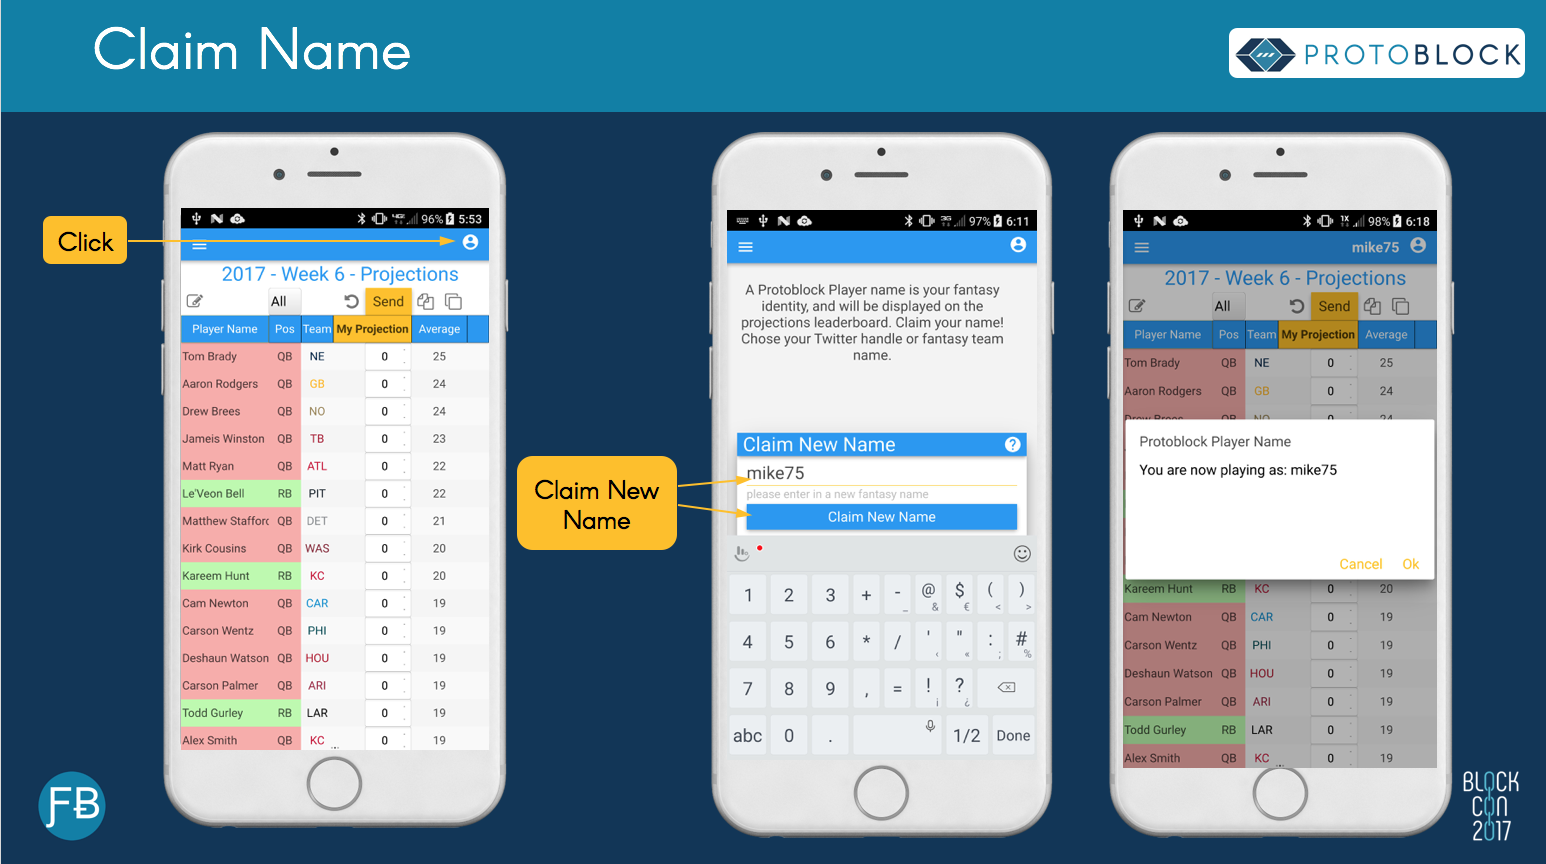 Claim Name
PROTOBLOCK
Click
96% 5:53
2017 - Week 6 - Projections
All Send
Player Name Pos Team My Projection Average
Tom Brady QB NE 0 25
Aaron Rodgers QB GB 0 24
Drew Brees QB NO 0 24
Jameis Winston QB TB 0 23
Matt Ryan QB ATL 0 22
Le'Veon Bell RB PIT 0 22
Matthew Stafford QB DET 0 21
Kirk Cousins QB WAS 0 20
Kareem Hunt RB KC 0 20
Cam Newton QB CAR 0 19
Carson Wentz QB PHI 0 19
Deshaun Watson QB HOU 0 19
Carson Palmer QB ARI 0 19
Todd Gurley RB LAR 0 19
Alex Smith QB KC 0 19
Claim New
Name
3G 97% 6:11
A Protoblock Player name is your fantasy
identity, and will be displayed on the
projections leaderboard. Claim your name!
Chose your Twitter handle or fantasy team
name.
Claim New Name ?
mike75
please enter in a new fantasy name
Claim New Name
1 2 3 + - _ @ & $ € ( < ) >
4 5 6 * / ' ‹ " « : ; # %
7 8 9 , = ! ¡ ? ¿
abc 0 . 1/2 Done
1X 98% 6:18
mike75
2017 - Week 6 - Projections
All Send
Player Name Pos Team My Projection Average
Tom Brady QB NE 0 25
Aaron Rodgers QB GB 0 24
Drew Brees QB NO 0 24
Protoblock Player Name
You are now playing as: mike75
Cancel Ok
Kareem Hunt RB KC 0 20
Cam Newton QB CAR 0 19
Carson Wentz QB PHI 0 19
Deshaun Watson QB HOU 0 19
Carson Palmer QB ARI 0 19
Todd Gurley RB LAR 0 19
Alex Smith QB KC 0 19
FB
BLOCK
CON
2017